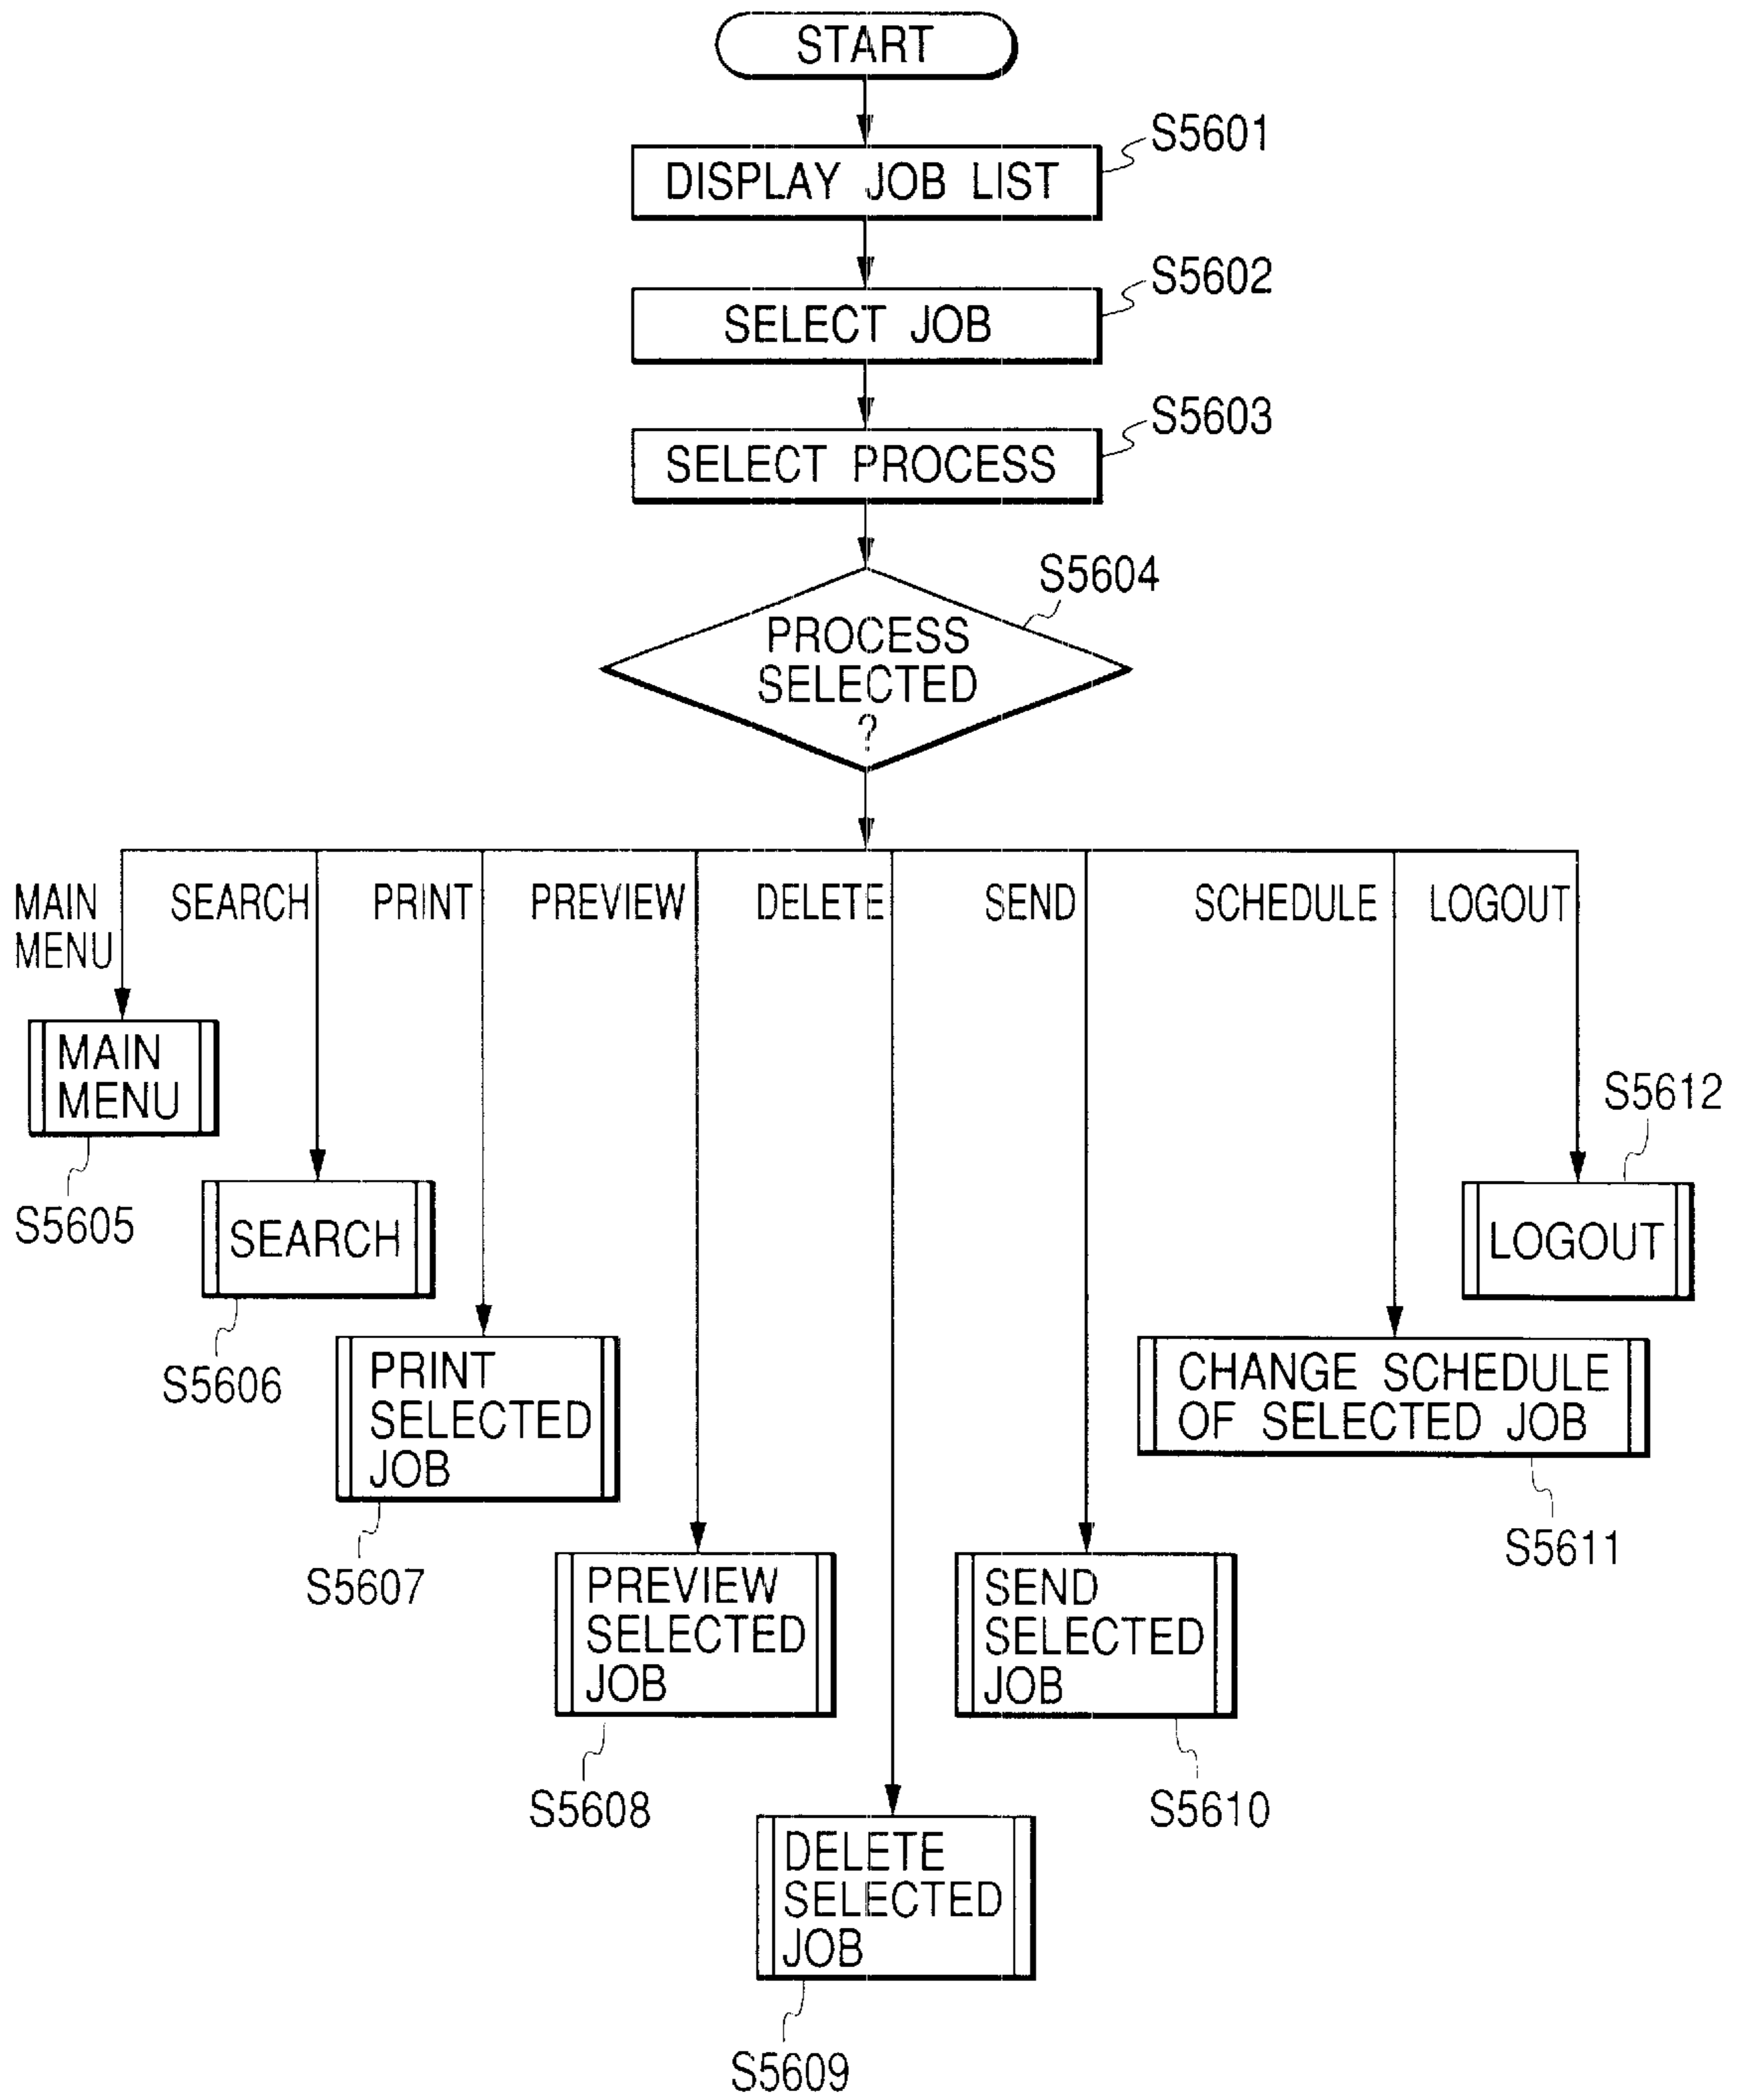 START
S5601
DISPLAY JOB LIST
S5602
SELECT JOB
S5603
SELECT PROCESS
S5604
PROCESS
SELECTED
?
MAIN
MENU
SEARCH
PRINT
PREVIEW
DELETE
SEND
SCHEDULE
LOGOUT
MAIN
MENU
S5605
SEARCH
S5606
PRINT
SELECTED
JOB
S5607
PREVIEW
SELECTED
JOB
S5608
DELETE
SELECTED
JOB
S5609
SEND
SELECTED
JOB
S5610
CHANGE SCHEDULE
OF SELECTED JOB
S5611
S5612
LOGOUT